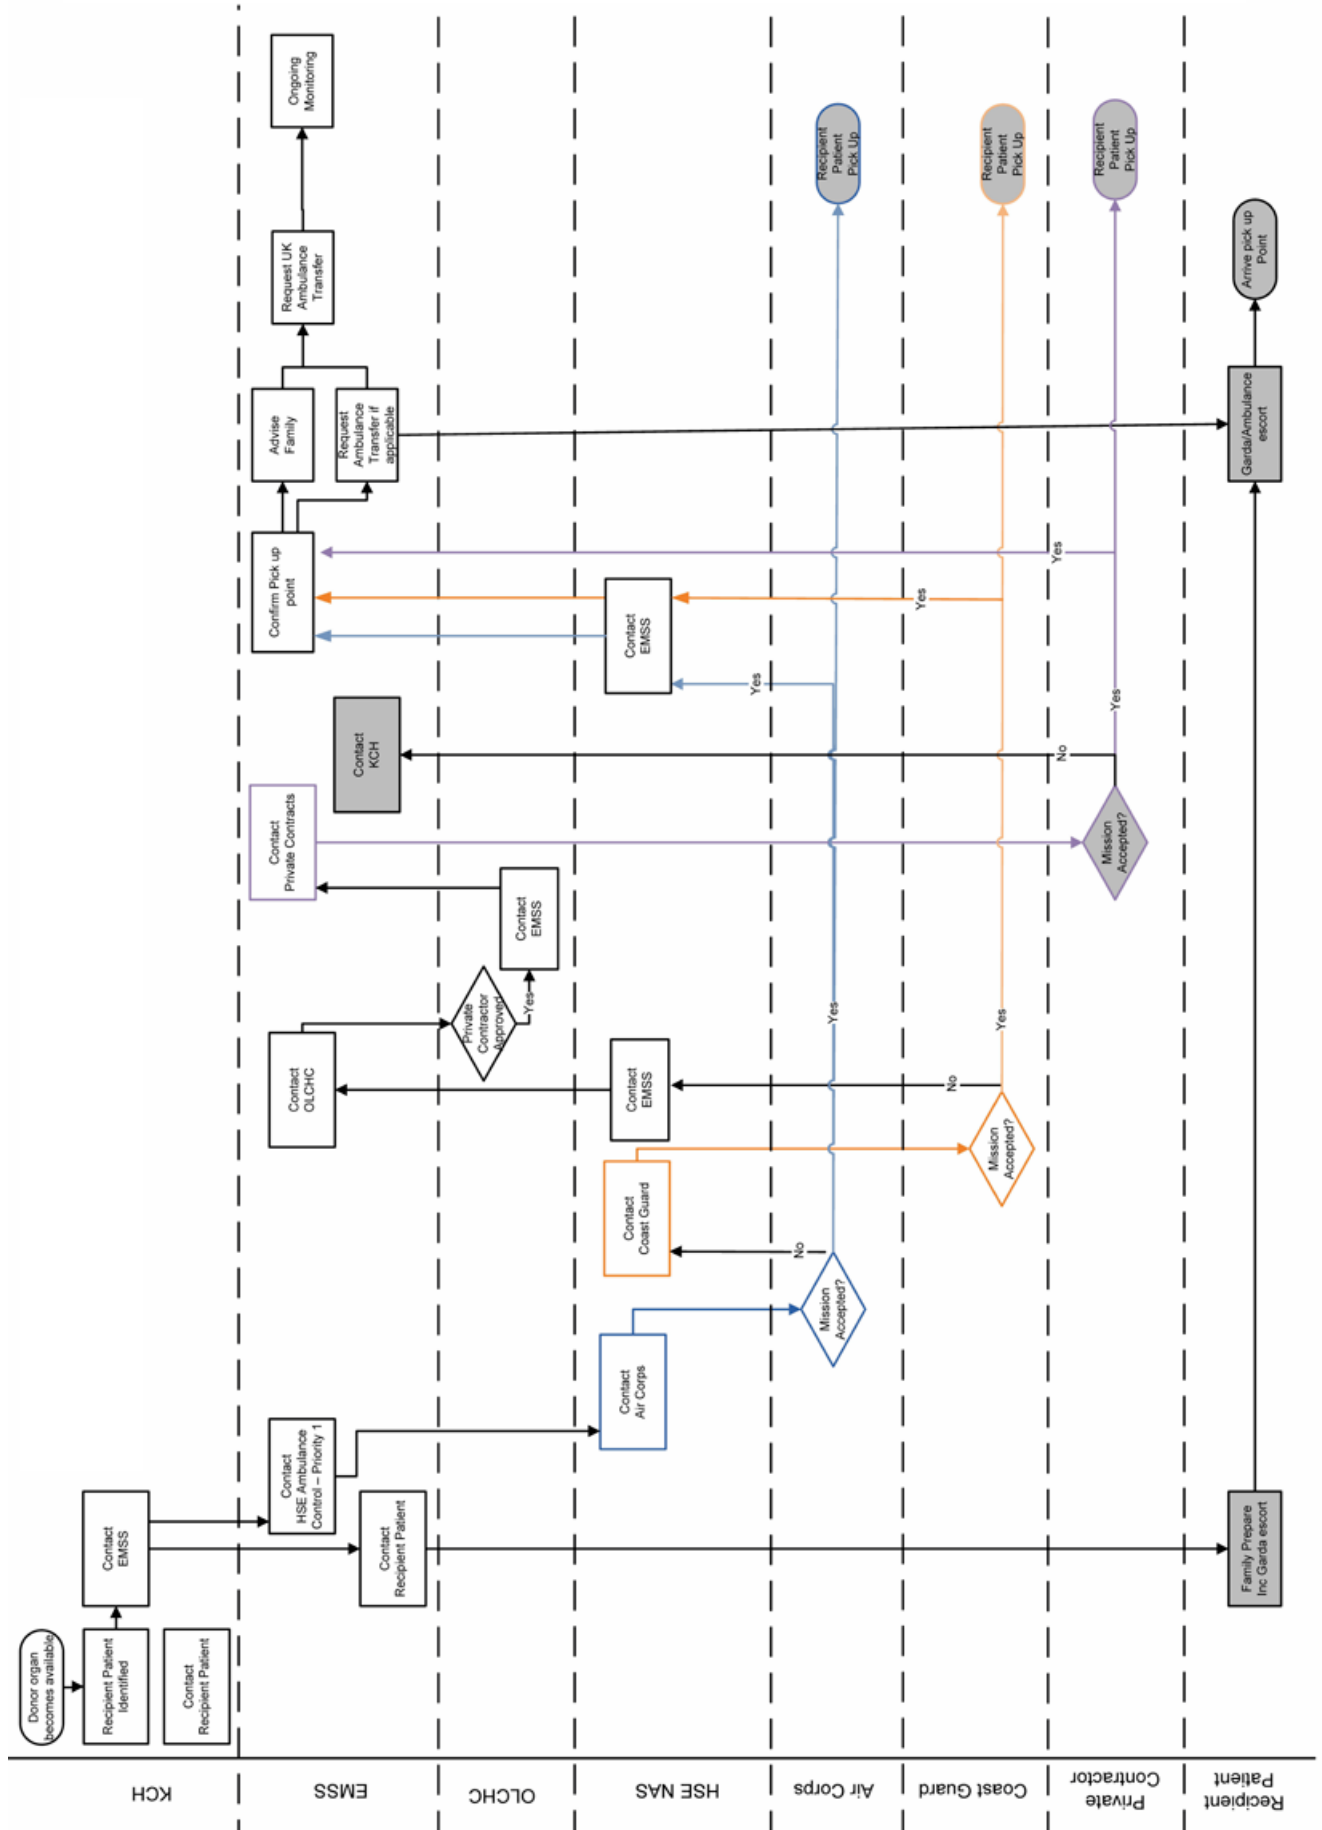 KCH
EMSS
OLCHC
HSE NAS
Air Corps
Coast Guard
Private
Contractor
Recipient
Patient
Donor organ
becomes available
Recipient Patient
Identified
Contact
Recipient Patient
Contact
EMSS
Contact
HSE Ambulance
Control – Priority 1
Contact
Recipient Patient
Family Prepare
Inc Garda escort
Contact
Air Corps
Mission
Accepted?
No
Yes
Contact
Coast Guard
Mission
Accepted?
No
Yes
Contact
EMSS
Contact
OLCHC
Private
Contractor
Approved
Yes
Contact
EMSS
Contact
Private Contracts
Mission
Accepted?
No
Yes
Contact
KCH
Yes
Yes
Yes
Contact
EMSS
Confirm Pick up
point
Advise
Family
Request
Ambulance
Transfer if
applicable
Garda/Ambulance
escort
Arrive pick up
Point
Request UK
Ambulance
Transfer
Ongoing
Monitoring
Recipient
Patient
Pick Up
Recipient
Patient
Pick Up
Recipient
Patient
Pick Up